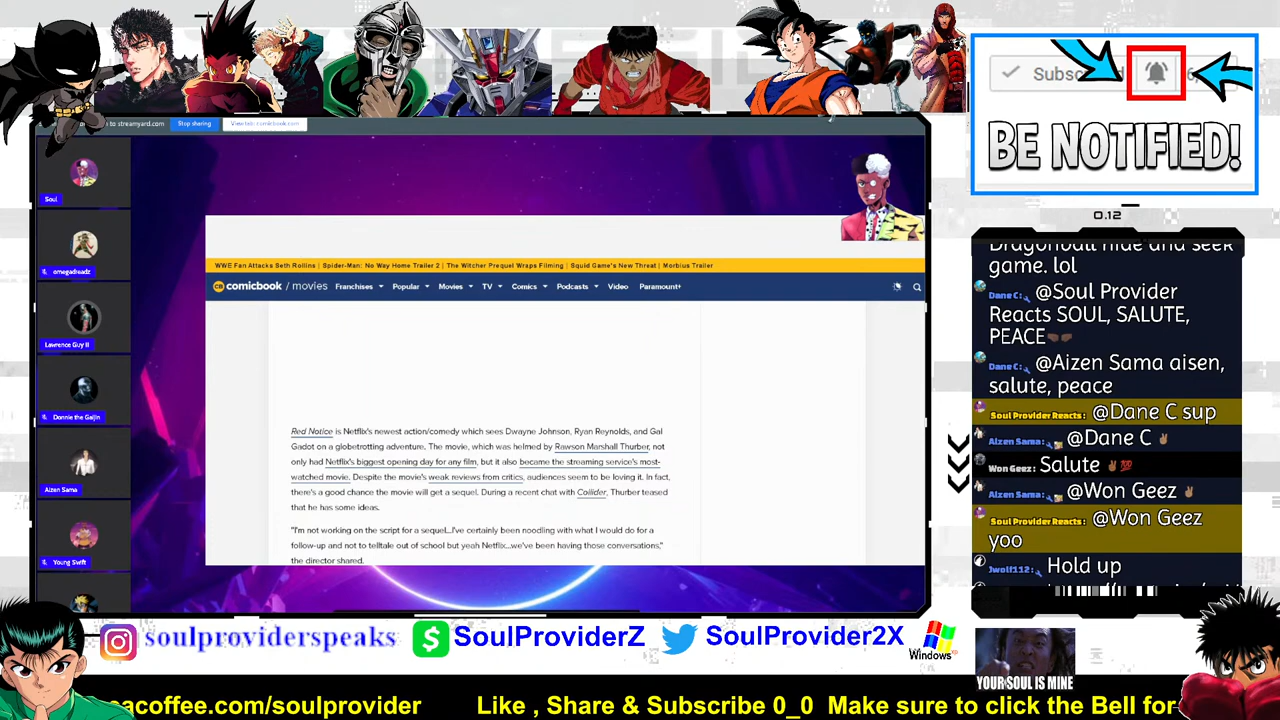 to streamyard.com
Stop sharing
View tab: comicbook.com
Soul
omegadreadz
Lawrence Guy II
Donnie the Gaijin
Aizen Sama
Young Swift
WWE Fan Attacks Seth Rollins | Spider-Man: No Way Home Trailer 2 | The Witcher Prequel Wraps Filming | Squid Game's New Threat | Morbius Trailer
CB comicbook / movies Franchises Popular Movies TV Comics Podcasts Video Paramount+
Red Notice is Netflix's newest action/comedy which sees Dwayne Johnson, Ryan Reynolds, and Gal
Gadot on a globetrotting adventure. The movie, which was helmed by Rawson Marshall Thurber, not
only had Netflix's biggest opening day for any film, but it also became the streaming service's most-
watched movie. Despite the movie's weak reviews from critics, audiences seem to be loving it. In fact,
there's a good chance the movie will get a sequel. During a recent chat with Collider, Thurber teased
that he has some ideas.
"I'm not working on the script for a sequel...I've certainly been noodling with what I would do for a
follow-up and not to telltale out of school but yeah Netflix...we've been having those conversations,"
the director shared.
BE NOTIFIED!
0.12
Dragonball hide and seek
game. lol
Dane C: @Soul Provider
Reacts SOUL, SALUTE,
PEACE
Dane C: @Aizen Sama aisen,
salute, peace
Soul Provider Reacts: @Dane C sup
Aizen Sama: @Dane C
Won Geez: Salute 💯
Aizen Sama: @Won Geez
Soul Provider Reacts: @Won Geez
yoo
Jwolf112: Hold up
soulproviderspeaks
SoulProviderZ
SoulProvider2X
Windows xp
YOUR SOUL IS MINE
eacoffee.com/soulprovider Like , Share & Subscribe 0_0 Make sure to click the Bell for